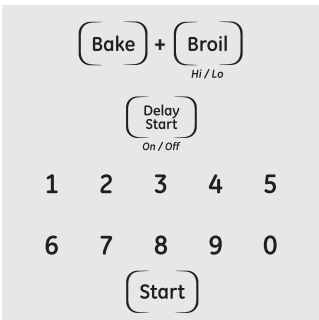 Bake + Broil
Hi / Lo
Delay
Start
On / Off
1 2 3 4 5
6 7 8 9 0
Start